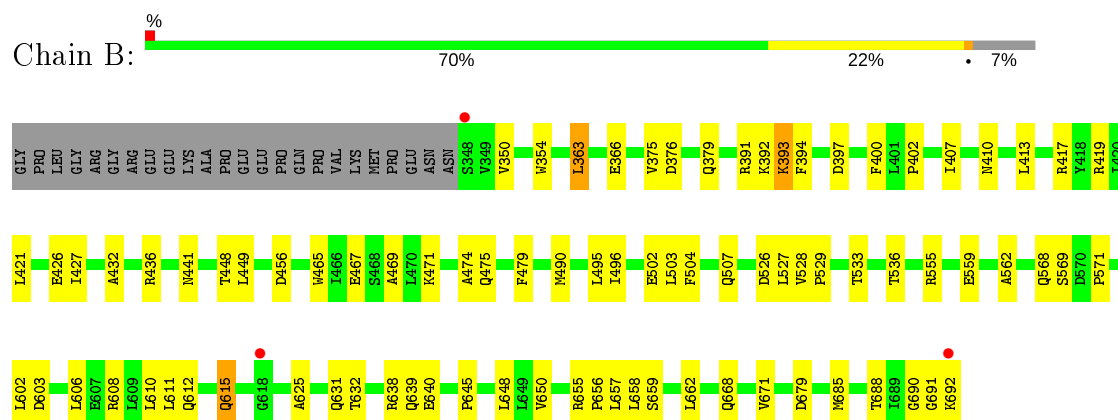 %
Chain B:
70% 22% • 7%
GLY PRO LEU GLY ARG GLY ARG GLU GLU LYS ALA PRO GLU GLU PRO GLN PRO VAL LYS MET PRO GLU ASN ASN S348 V349 V350 W354 L363 E366 V375 D376 Q379 R391 K392 K393 F394 D397 F400 L401 P402 I407 N410 L413 R417 Y418 R419
L421 E426 I427 A432 R436 N441 T448 L449 D456 W465 I466 E467 S468 A469 L470 K471 A474 Q475 F479 M490 L495 I496 E502 L503 F504 Q507 D526 L527 V528 P529 T533 T536 R555 E559 A562 Q568 S569 D570 P571
L602 D603 L606 E607 R608 L609 L610 L611 Q612 Q615 G618 A625 Q631 T632 R638 Q639 E640 P645 L648 L649 V650 R655 P656 L657 L658 S659 L662 Q668 V671 D679 M685 T688 I689 G690 G691 K692